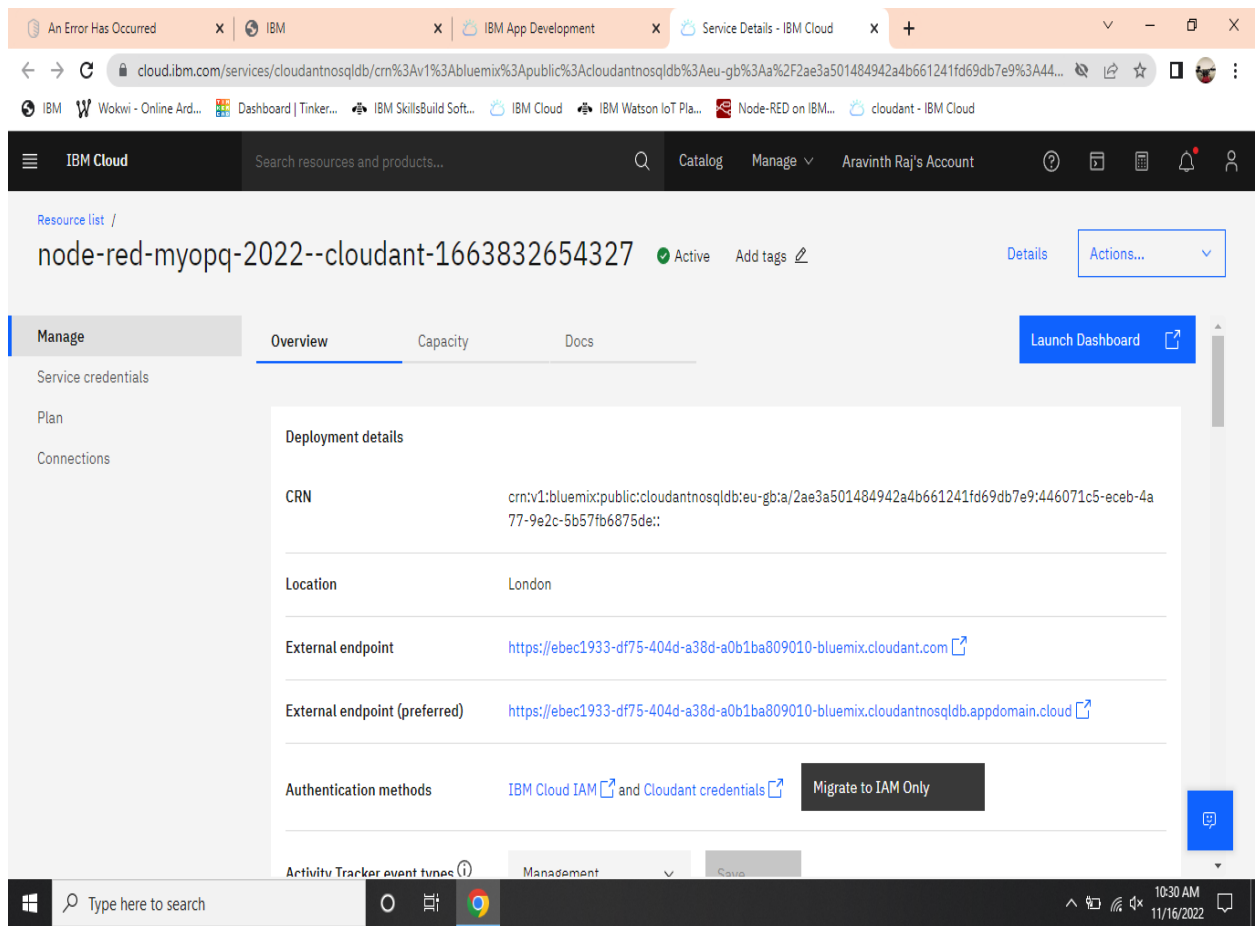 An Error Has Occurred
IBM
IBM App Development
Service Details - IBM Cloud
cloud.ibm.com/services/cloudantnosqldb/crn%3Av1%3Abluemix%3Apublic%3Acloudantnosqldb%3Aeu-gb%3Aa%2F2ae3a501484942a4b661241fd69db7e9%3A44...
IBM Wokwi - Online Ard... Dashboard | Tinker... IBM SkillsBuild Soft... IBM Cloud IBM Watson IoT Pla... Node-RED on IBM... cloudant - IBM Cloud
IBM Cloud Search resources and products... Catalog Manage Aravinth Raj's Account
Resource list /
node-red-myopq-2022--cloudant-1663832654327 Active Add tags Details Actions...
Manage
Service credentials
Plan
Connections
Overview Capacity Docs Launch Dashboard
Deployment details
CRN crn:v1:bluemix:public:cloudantnosqldb:eu-gb:a/2ae3a501484942a4b661241fd69db7e9:446071c5-eceb-4a
77-9e2c-5b57fb6875de::
Location London
External endpoint https://ebec1933-df75-404d-a38d-a0b1ba809010-bluemix.cloudant.com
External endpoint (preferred) https://ebec1933-df75-404d-a38d-a0b1ba809010-bluemix.cloudantnosqldb.appdomain.cloud
Authentication methods IBM Cloud IAM and Cloudant credentials Migrate to IAM Only
Activity Tracker event types Management Save
Type here to search
10:30 AM
11/16/2022